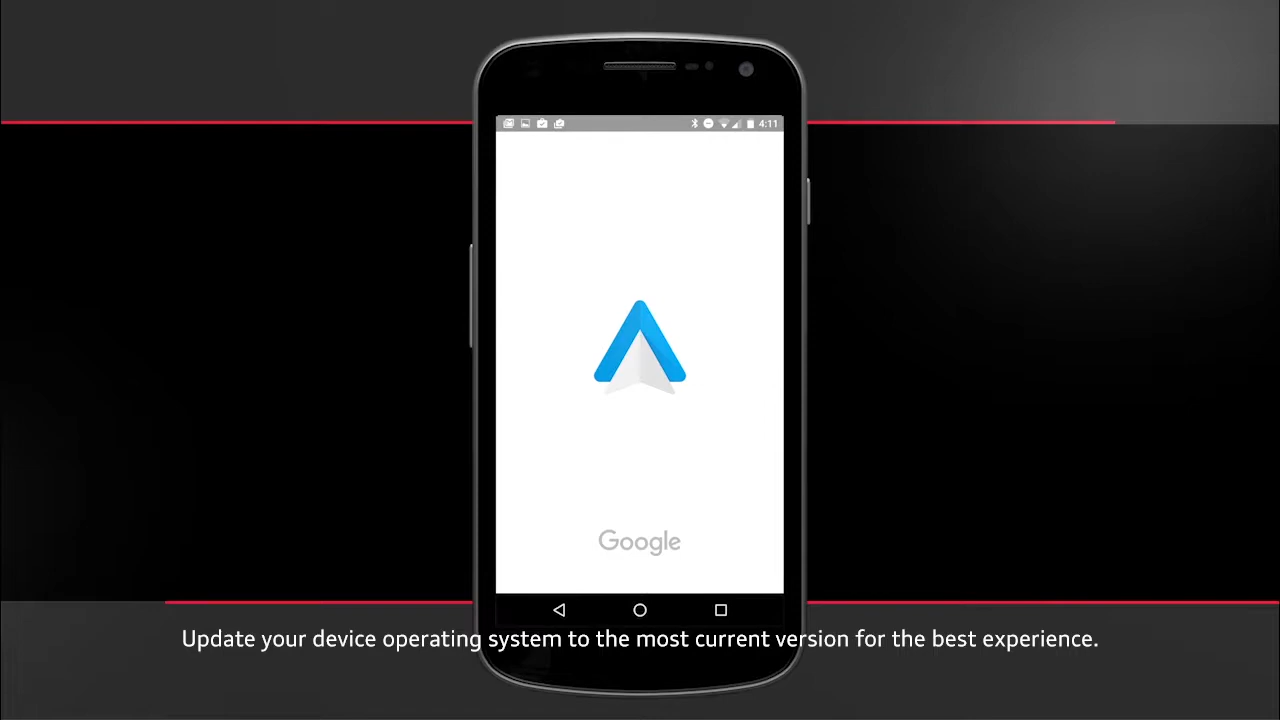 4:11
Google
Update your device operating system to the most current version for the best experience.